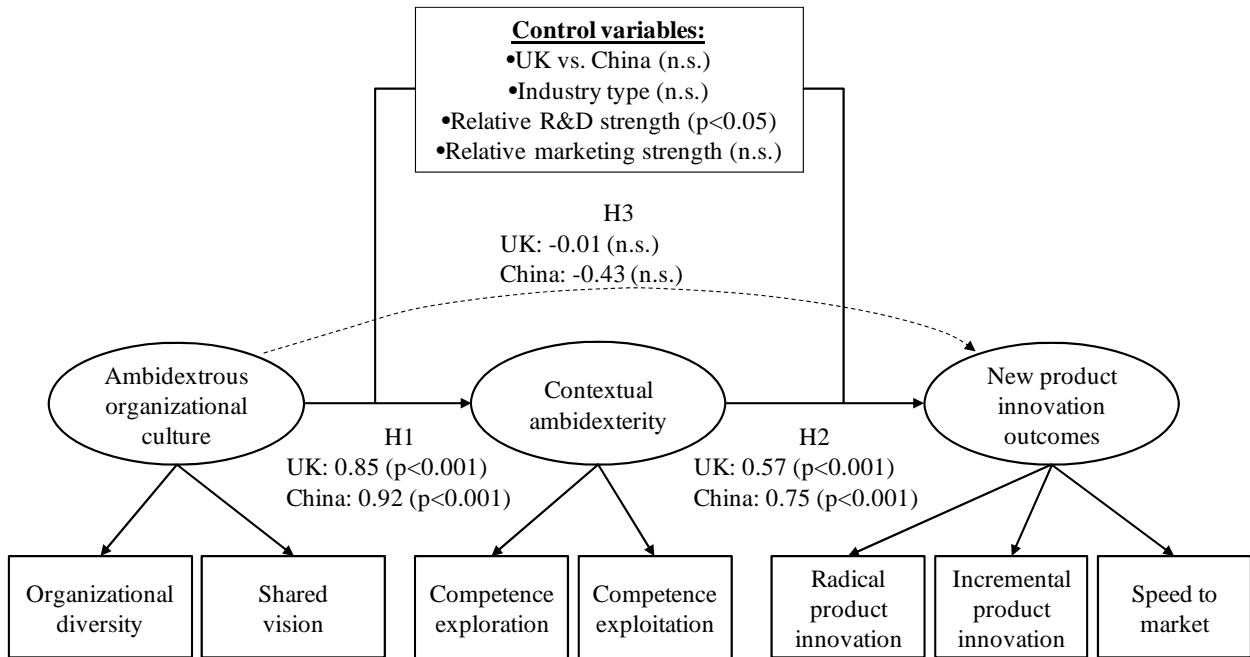 Control variables:
•UK vs. China (n.s.)
•Industry type (n.s.)
•Relative R&D strength (p<0.05)
•Relative marketing strength (n.s.)
H3
UK: -0.01 (n.s.)
China: -0.43 (n.s.)
Ambidextrous
organizational
culture
Contextual
ambidexterity
New product
innovation
outcomes
H1
UK: 0.85 (p<0.001)
China: 0.92 (p<0.001)
H2
UK: 0.57 (p<0.001)
China: 0.75 (p<0.001)
Organizational
diversity
Shared
vision
Competence
exploration
Competence
exploitation
Radical
product
innovation
Incremental
product
innovation
Speed to
market